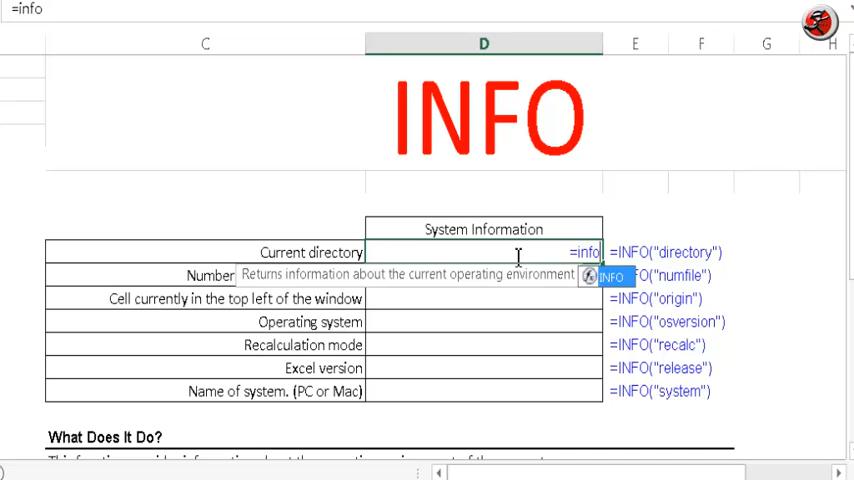 =info
C D E F G H
INFO
System Information
Current directory =info =INFO("directory")
Number Returns information about the current operating environment INFO ("numfile")
Cell currently in the top left of the window =INFO("origin")
Operating system =INFO("osversion")
Recalculation mode =INFO("recalc")
Excel version =INFO("release")
Name of system. (PC or Mac) =INFO("system")
What Does It Do?